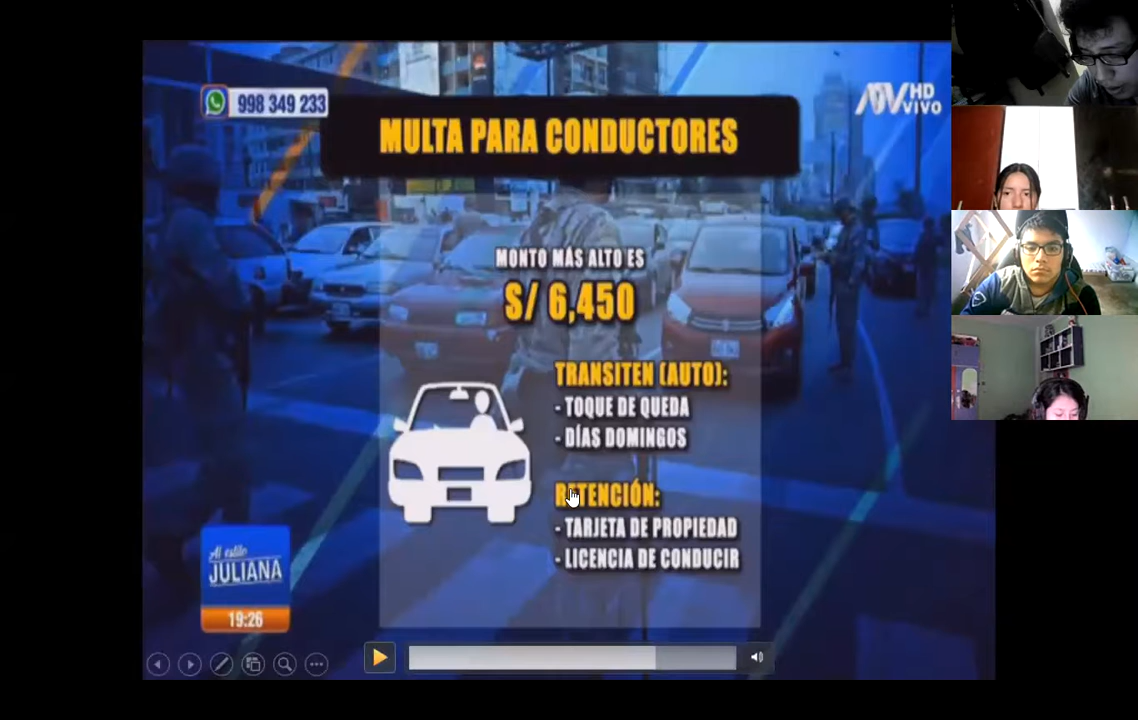 998 349 233
HD
VIVO
MULTA PARA CONDUCTORES
MONTO MÁS ALTO ES
S/ 6,450
TRANSITEN (AUTO):
- TOQUE DE QUEDA
- DÍAS DOMINGOS
RETENCIÓN:
- TARJETA DE PROPIEDAD
- LICENCIA DE CONDUCIR
Al estilo
JULIANA
19:26